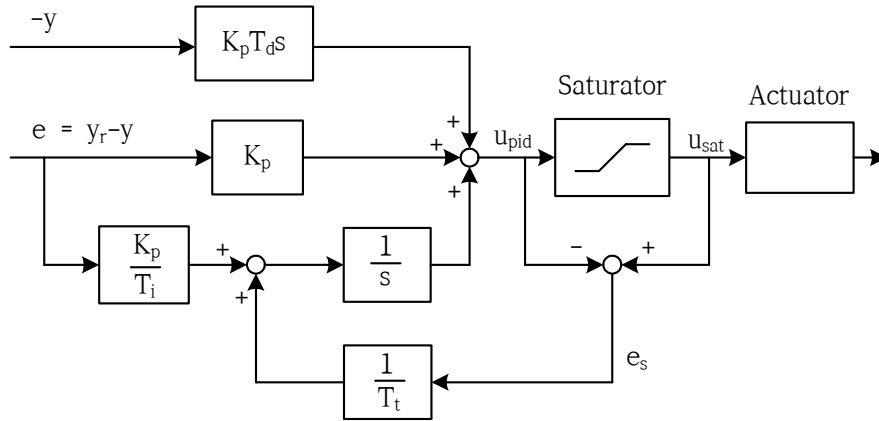 -y
KpTds
Saturator
Actuator
e = yr-y
Kp
+
+
+
upid
usat
Kp
Ti
+
+
1
s
-
+
1
Tt
es